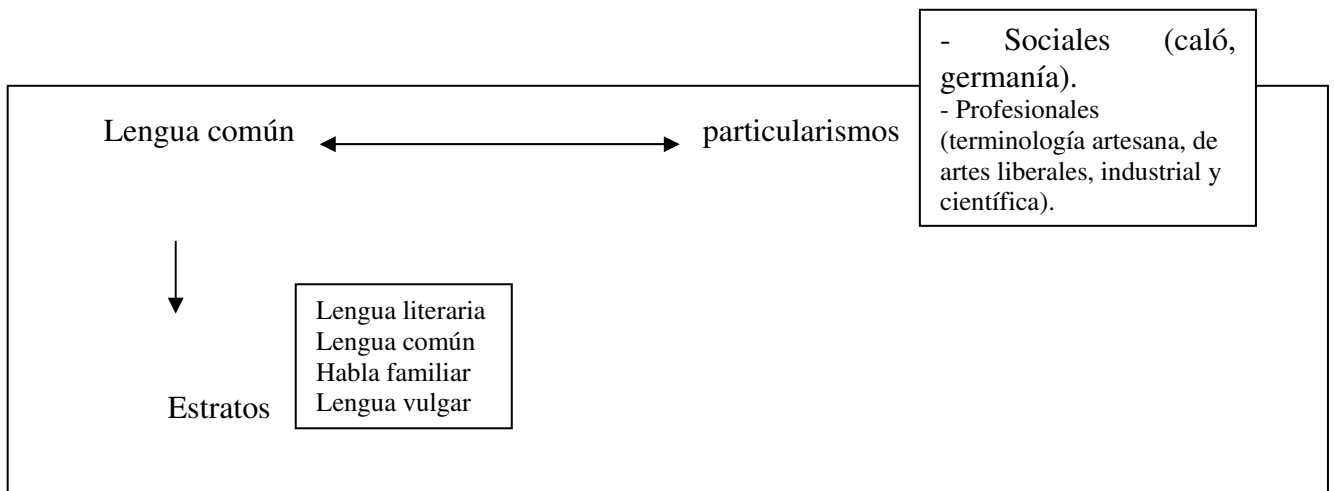 - Sociales (caló,
germanía).
- Profesionales
(terminología artesana, de
artes liberales, industrial y
científica).
Lengua común
particularismos
Lengua literaria
Lengua común
Habla familiar
Lengua vulgar
Estratos